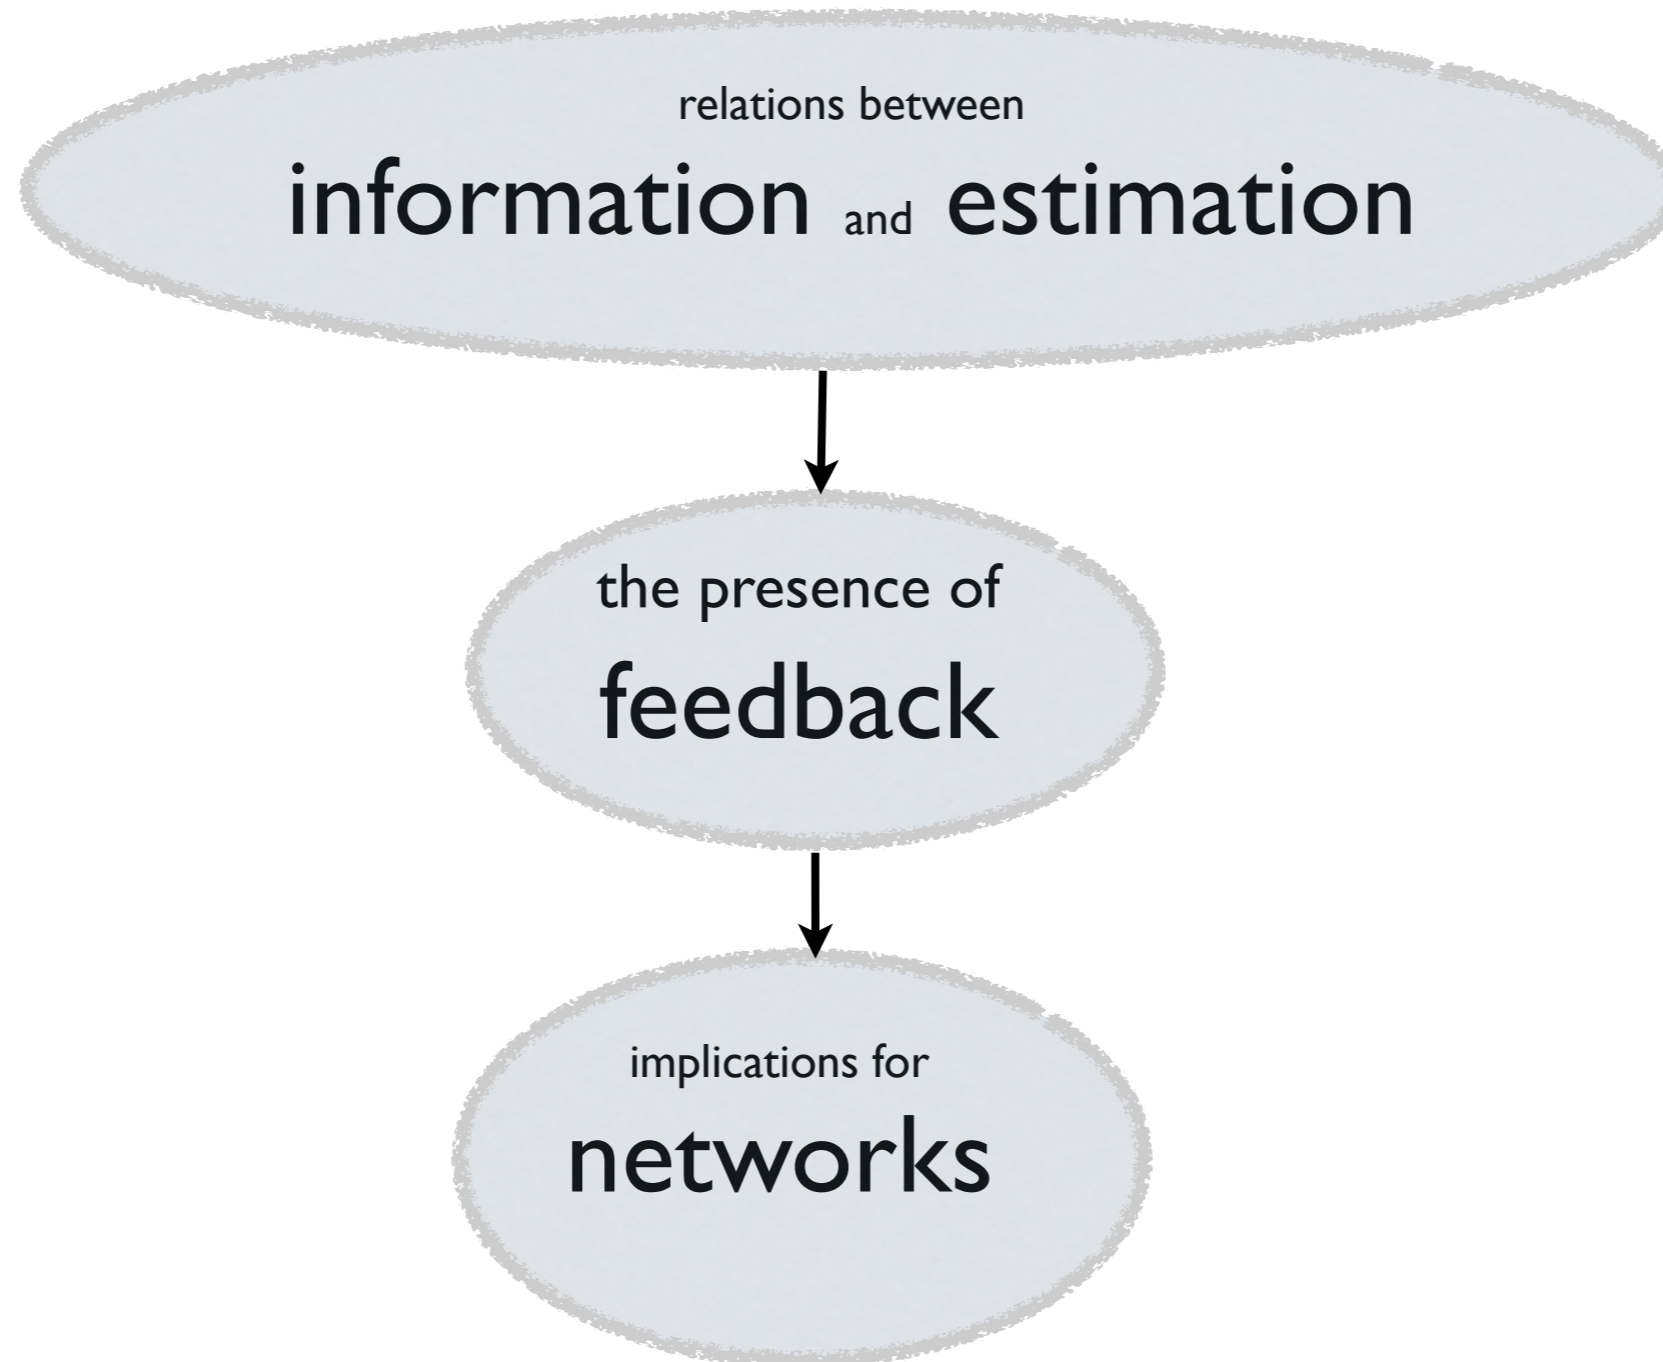 relations between
information and estimation
the presence of
feedback
implications for
networks